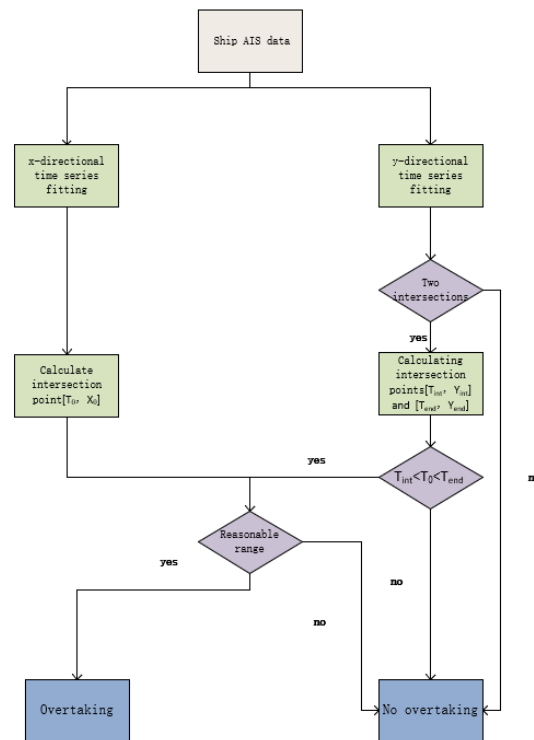 Ship AIS data
x-directional
time series
fitting
y-directional
time series
fitting
Two
intersections
yes
Calculate
intersection
point[T₀, X₀]
Calculating
intersection
points[Tint, Yint]
and [Tend, Yend]
yes
Tint<T₀<Tend
Reasonable
range
yes
no
no
Overtaking
No overtaking